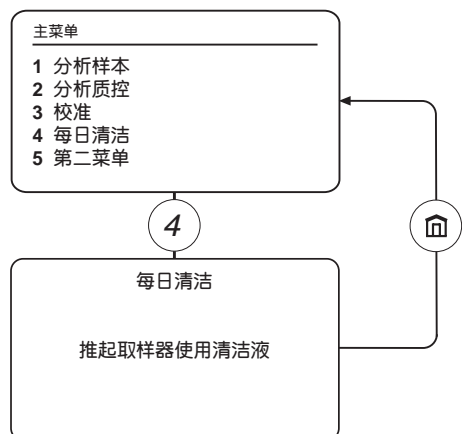 主菜单
1 分析样本
2 分析质控
3 校准
4 每日清洁
5 第二菜单
4
每日清洁
推起取样器使用清洁液